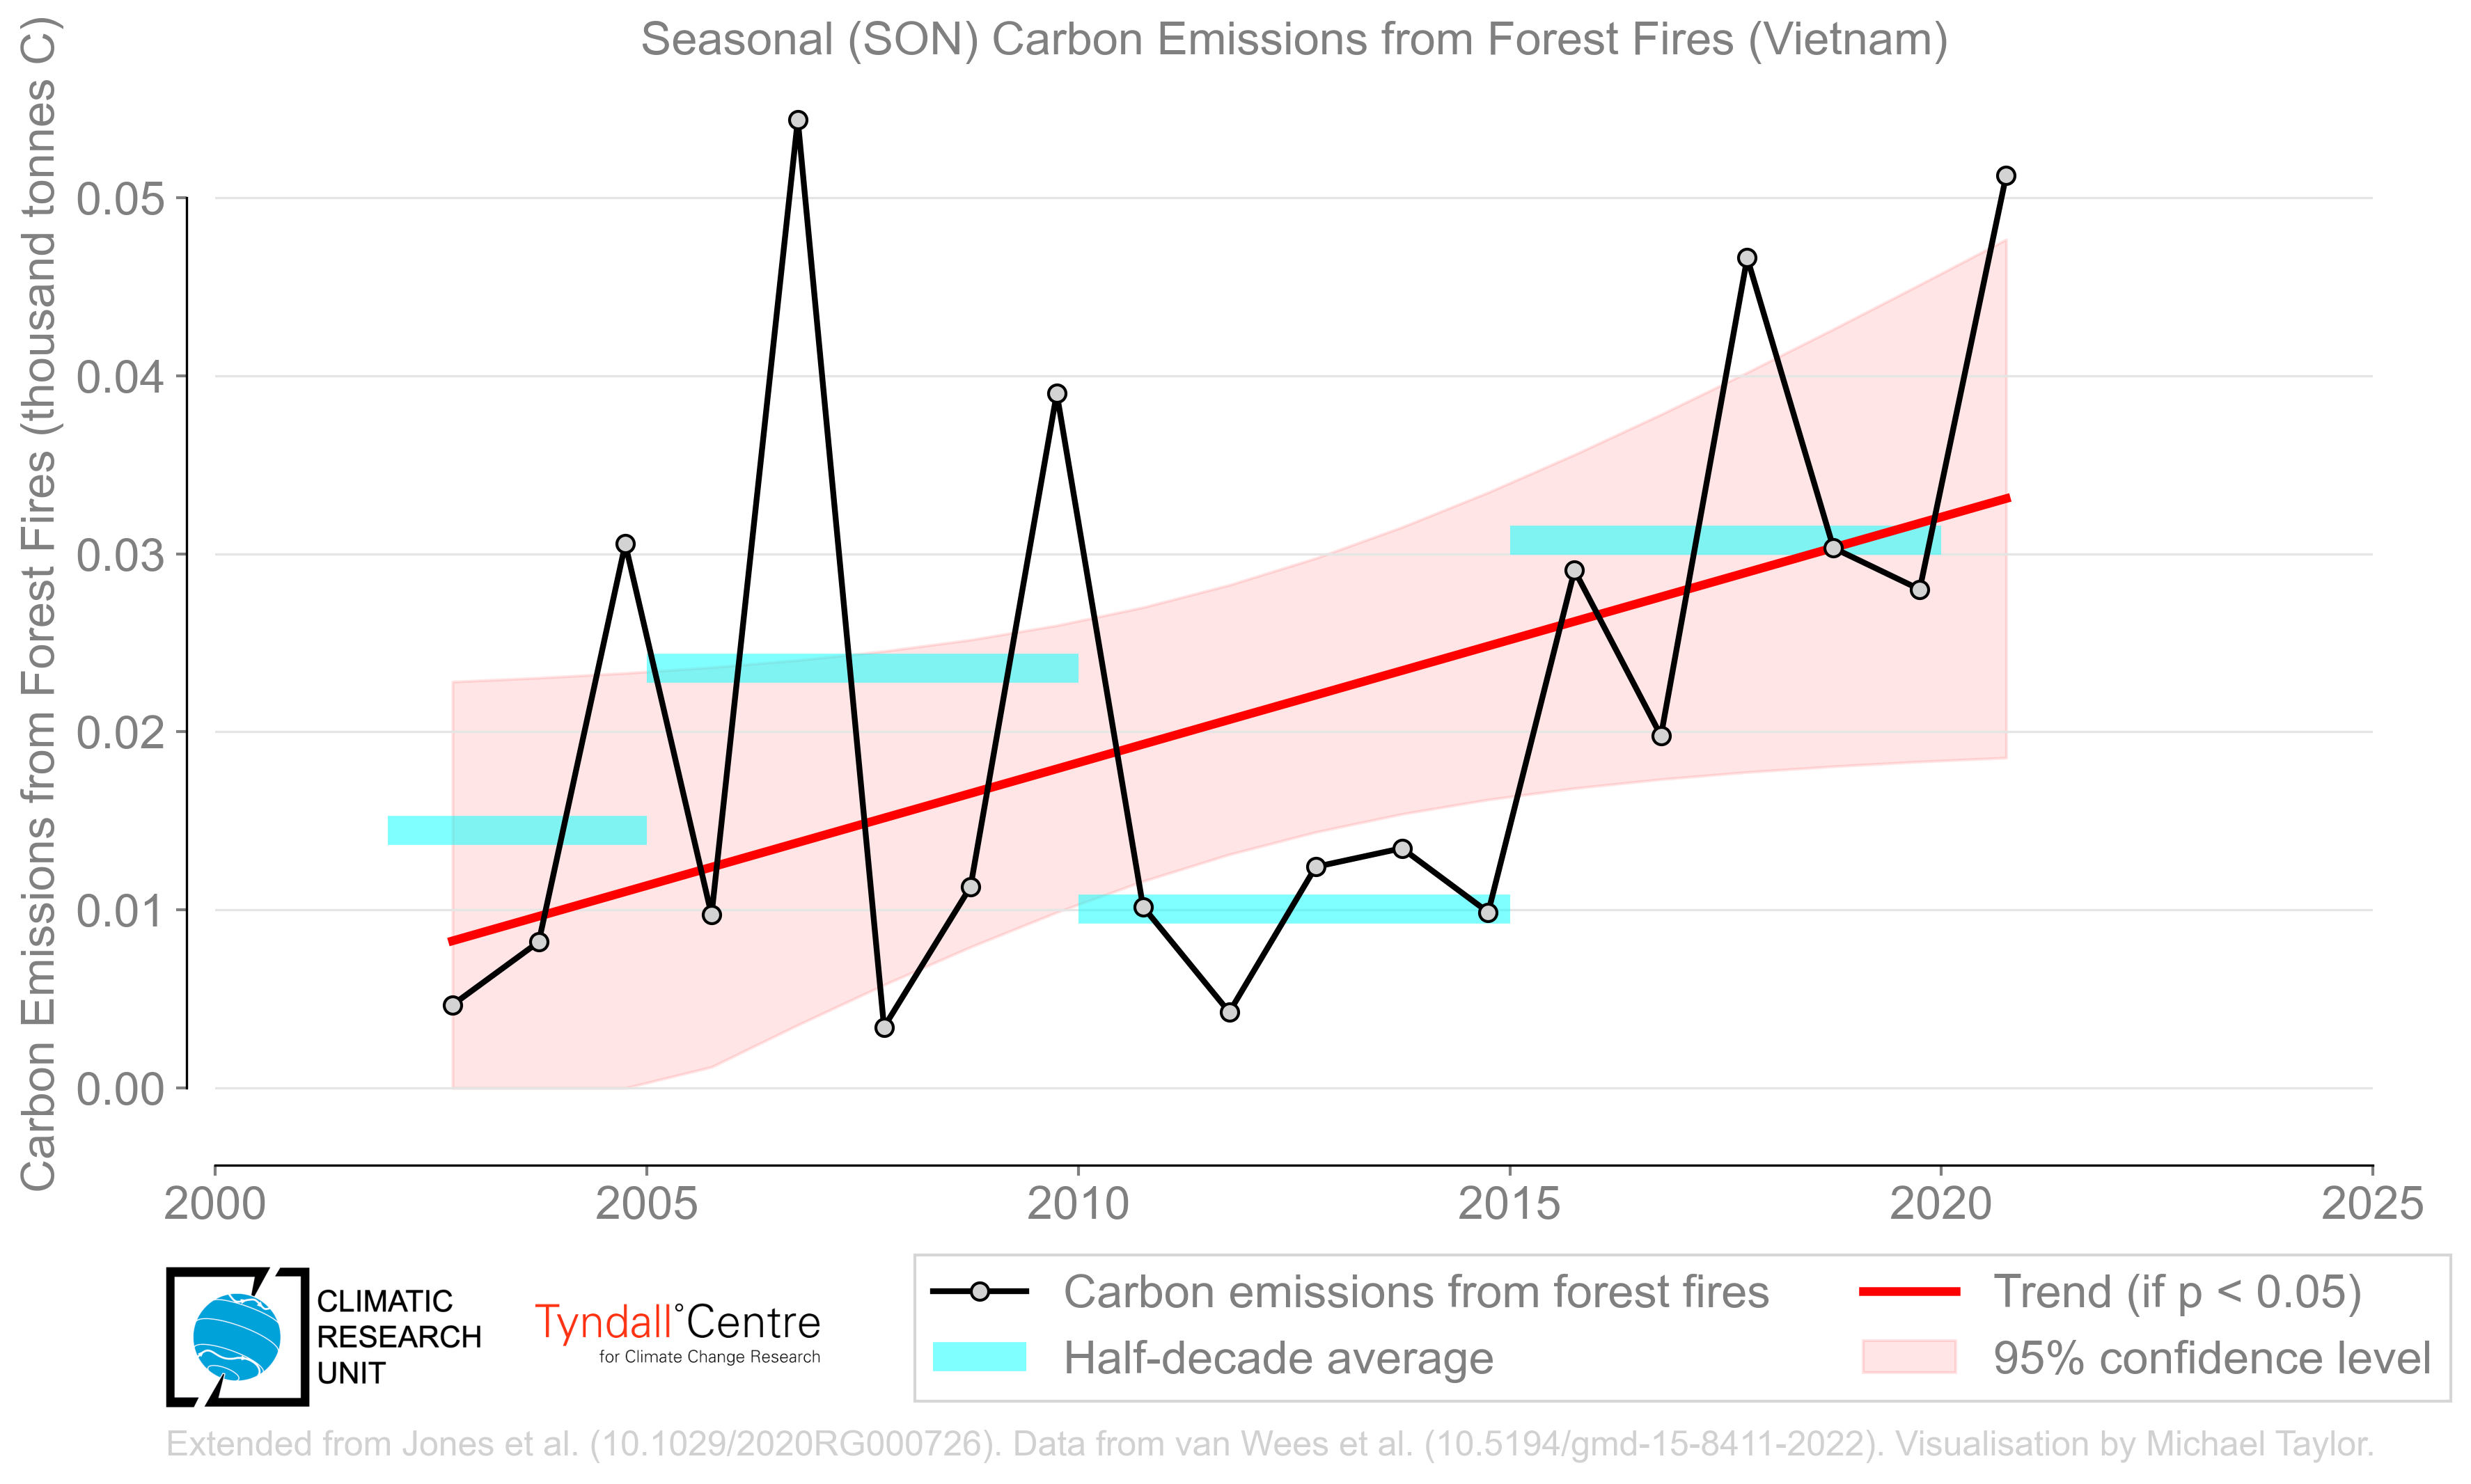 Seasonal (SON) Carbon Emissions from Forest Fires (Vietnam)
Carbon Emissions from Forest Fires (thousand tonnes C)
0.05
0.04
0.03
0.02
0.01
0.00
2000 2005 2010 2015 2020 2025
CLIMATIC
RESEARCH
UNIT
Tyndall°Centre
for Climate Change Research
Carbon emissions from forest fires
Half-decade average
Trend (if p < 0.05)
95% confidence level
Extended from Jones et al. (10.1029/2020RG000726). Data from van Wees et al. (10.5194/gmd-15-8411-2022). Visualisation by Michael Taylor.